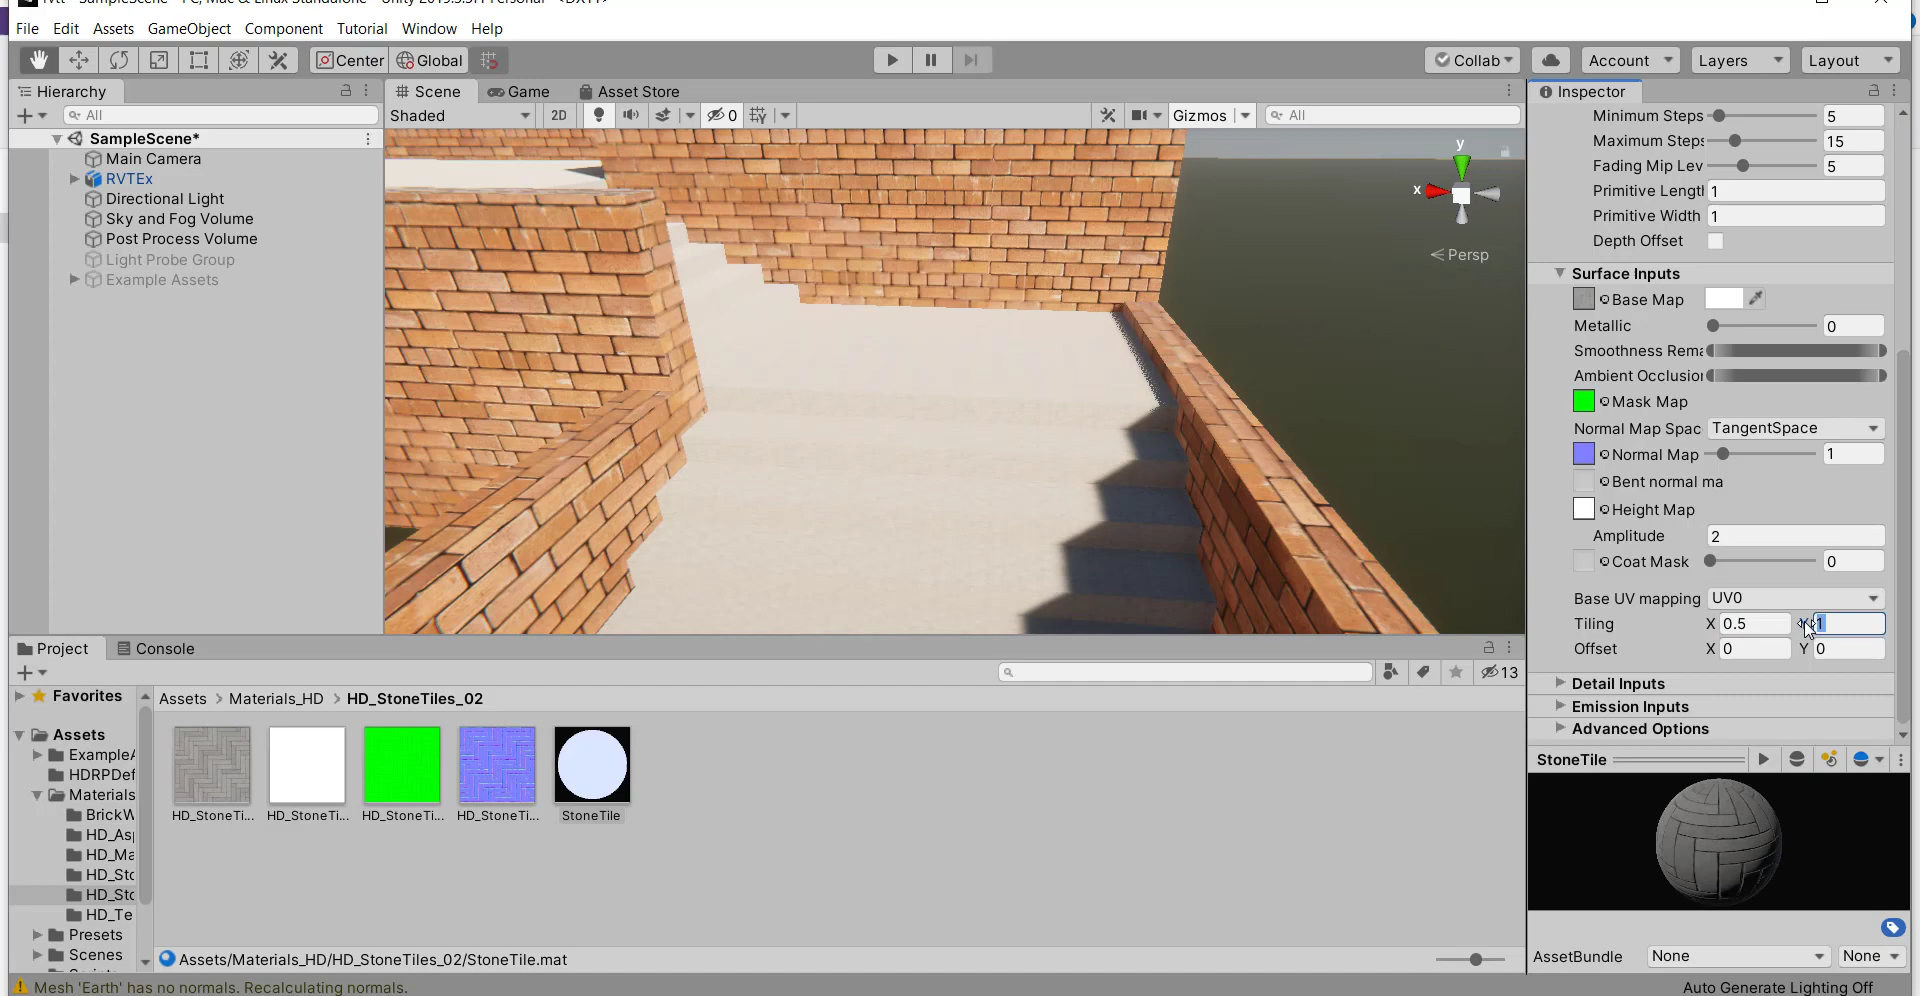 File Edit Assets GameObject Component Tutorial Window Help
Center Global Collab Account Layers Layout
Hierarchy
Scene Game Asset Store
Inspector
All
Shaded 2D 0 Gizmos All
SampleScene*
Main Camera
RVTEx
Directional Light
Sky and Fog Volume
Post Process Volume
Light Probe Group
Example Assets
y
x
Persp
Minimum Steps 5
Maximum Steps 15
Fading Mip Lev 5
Primitive Lengtl 1
Primitive Width 1
Depth Offset
Surface Inputs
Base Map
Metallic 0
Smoothness Rema
Ambient Occlusior
Mask Map
Normal Map Spac TangentSpace
Normal Map 1
Bent normal ma
Height Map
Amplitude 2
Coat Mask 0
Base UV mapping UV0
Tiling X 0.5 Y 1
Offset X 0 Y 0
Detail Inputs
Emission Inputs
Advanced Options
StoneTile
AssetBundle None None
Project Console
13
Favorites
Assets
ExampleA
HDRPDef
Materials
BrickW
HD_Asp
HD_Ma
HD_Sto
HD_Sto
HD_Te
Presets
Scenes
Assets > Materials_HD > HD_StoneTiles_02
HD_StoneTi... HD_StoneTi... HD_StoneTi... HD_StoneTi... StoneTile
Assets/Materials_HD/HD_StoneTiles_02/StoneTile.mat
Mesh 'Earth' has no normals. Recalculating normals.
Auto Generate Lighting Off